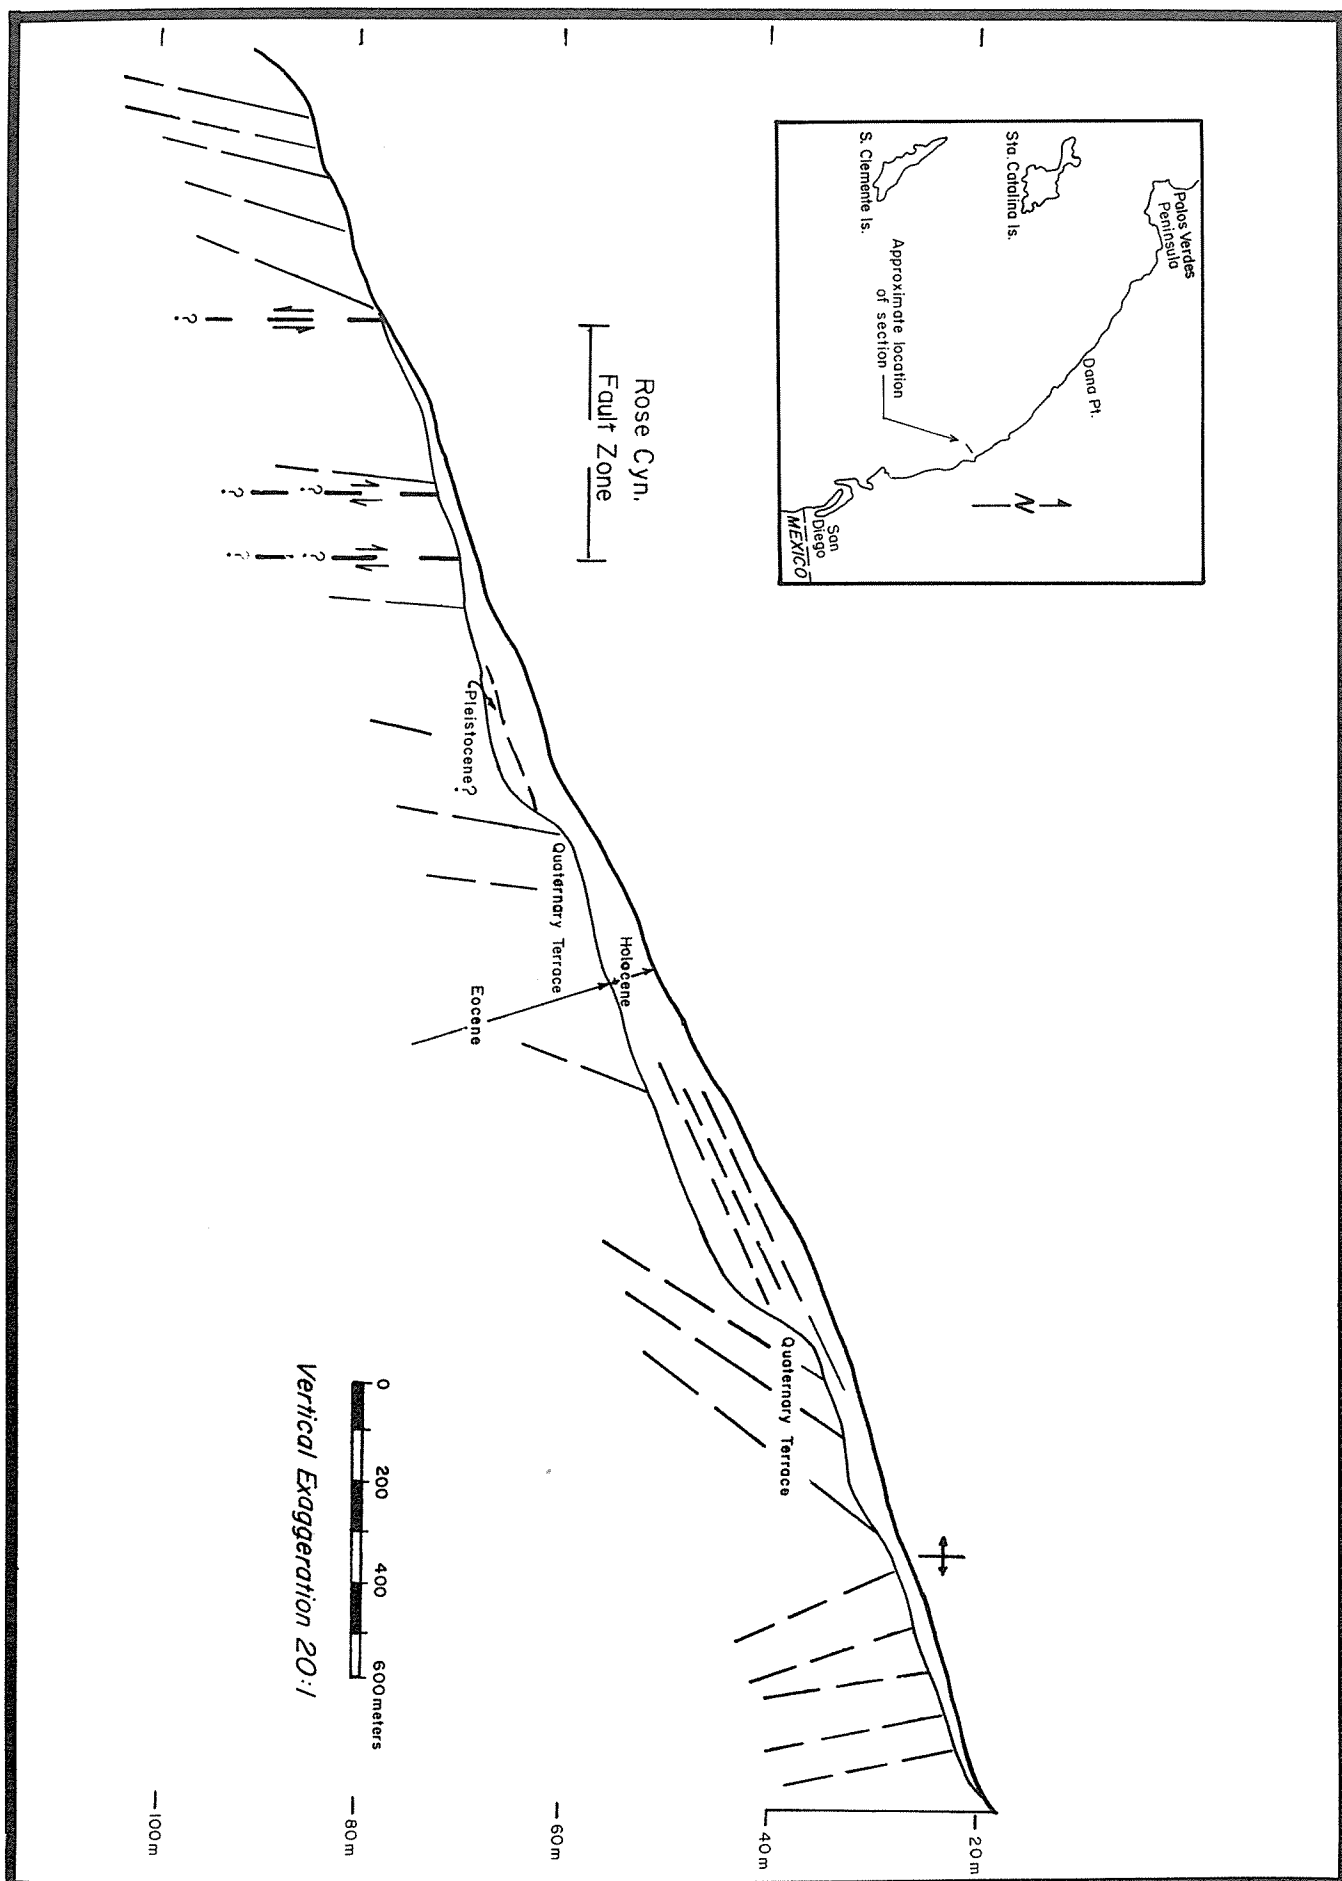 Palos Verdes
Peninsula
Sta. Catalina Is.
S. Clemente Is.
Dana Pt.
Approximate location
of section
N
San
Diego
MEXICO
Rose Cyn.
Fault Zone
?
?
?
?
?
Pleistocene?
Quaternary Terrace
Holocene
Eocene
Quaternary Terrace
0
200
400
600 meters
Vertical Exaggeration 20:1
-20m
-40m
-60m
-80m
-100m